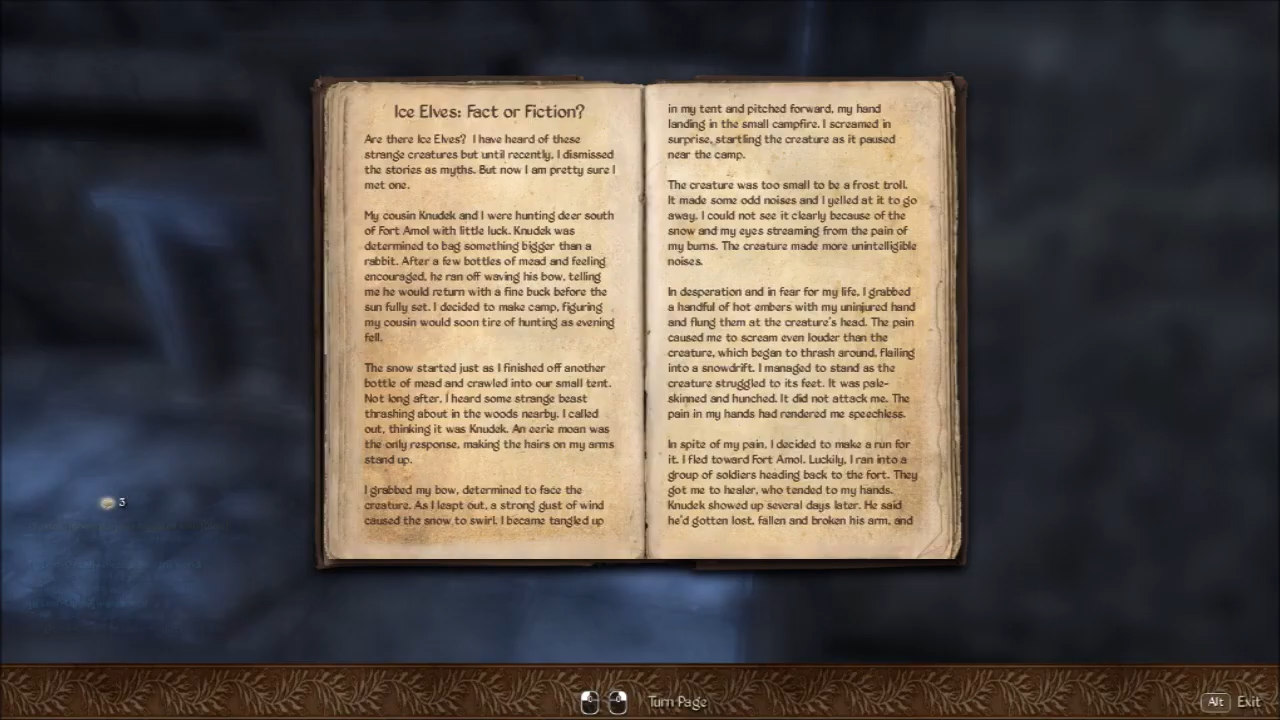 Ice Elves: Fact or Fiction?
Are there Ice Elves?  I have heard of these
strange creatures but until recently, I dismissed
the stories as myths. But now I am pretty sure I
met one.
My cousin Knudek and I were hunting deer south
of Fort Amol with little luck. Knudek was
determined to bag something bigger than a
rabbit. After a few bottles of mead and feeling
encouraged, he ran off waving his bow, telling
me he would return with a fine buck before the
sun fully set. I decided to make camp, figuring
my cousin would soon tire of hunting as evening
fell.
The snow started just as I finished off another
bottle of mead and crawled into our small tent.
Not long after, I heard some strange beast
thrashing about in the woods nearby. I called
out, thinking it was Knudek. An eerie moan was
the only response, making the hairs on my arms
stand up.
I grabbed my bow, determined to face the
creature. As I leapt out, a strong gust of wind
caused the snow to swirl. I became tangled up
in my tent and pitched forward, my hand
landing in the small campfire. I screamed in
surprise, startling the creature as it paused
near the camp.
The creature was too small to be a frost troll.
It made some odd noises and I yelled at it to go
away. I could not see it clearly because of the
snow and my eyes streaming from the pain of
my burns. The creature made more unintelligible
noises.
In desperation and in fear for my life, I grabbed
a handful of hot embers with my uninjured hand
and flung them at the creature's head. The pain
caused me to scream even louder than the
creature, which began to thrash around, flailing
into a snowdrift. I managed to stand as the
creature struggled to its feet. It was pale-
skinned and hunched. It did not attack me. The
pain in my hands had rendered me speechless.
In spite of my pain, I decided to make a run for
it. I fled toward Fort Amol. Luckily, I ran into a
group of soldiers heading back to the fort. They
got me to healer, who tended to my hands.
Knudek showed up several days later. He said
he'd gotten lost, fallen and broken his arm, and
3
Turn Page
Alt Exit